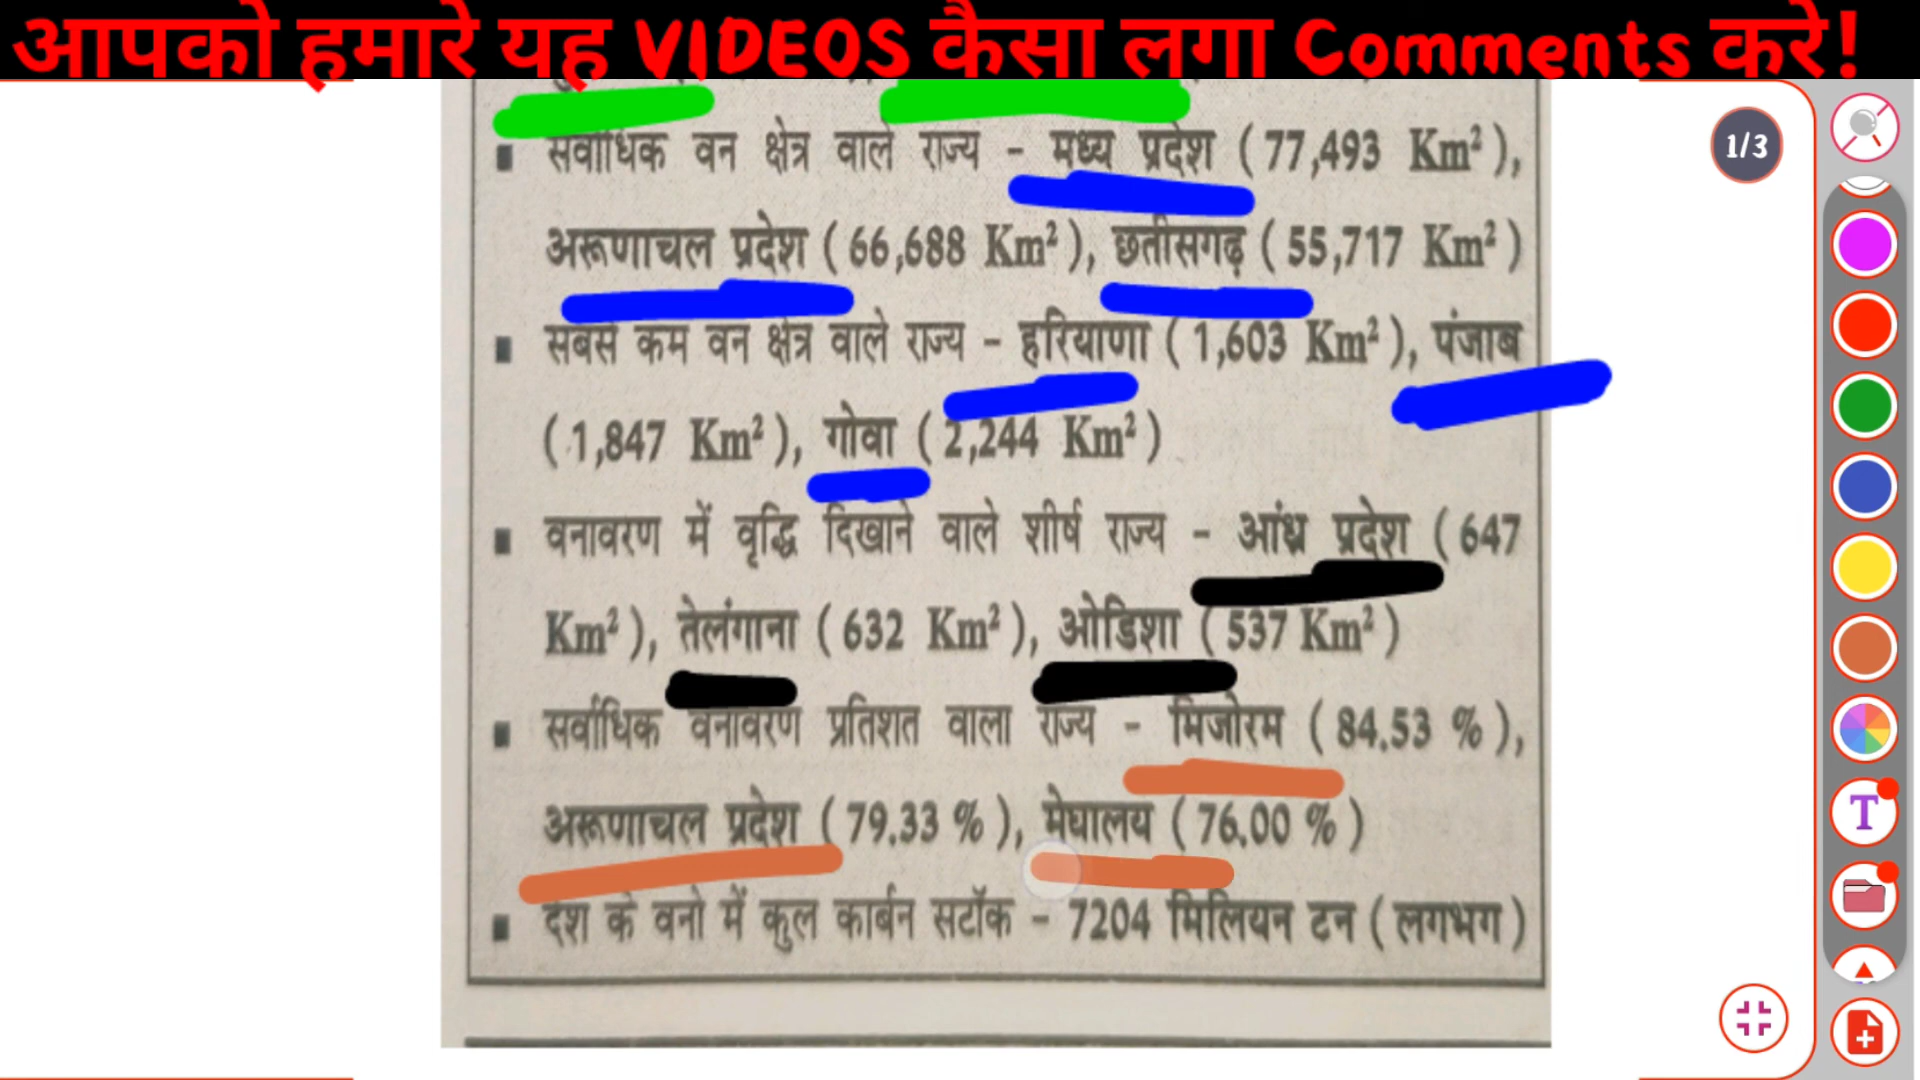 आपको हमारे यह VIDEOS कैसा लगा Comments करे!
1/3
▪ सर्वाधिक वन क्षेत्र वाले राज्य - मध्य प्रदेश ( 77,493 Km² ),
अरूणाचल प्रदेश ( 66,688 Km² ), छतीसगढ़ ( 55,717 Km² )
▪ सबसे कम वन क्षेत्र वाले राज्य - हरियाणा ( 1,603 Km² ), पंजाब
( 1,847 Km² ), गोवा ( 2,244 Km² )
▪ वनावरण में वृद्धि दिखाने वाले शीर्ष राज्य - आंध्र प्रदेश ( 647
Km² ), तेलंगाना ( 632 Km² ), ओडिशा ( 537 Km² )
▪ सर्वाधिक वनावरण प्रतिशत वाला राज्य - मिजोरम ( 84.53 % ),
अरूणाचल प्रदेश ( 79.33 % ), मेघालय ( 76.00 % )
▪ देश के वनों में कुल कार्बन सटॉक - 7204 मिलियन टन ( लगभग )
T